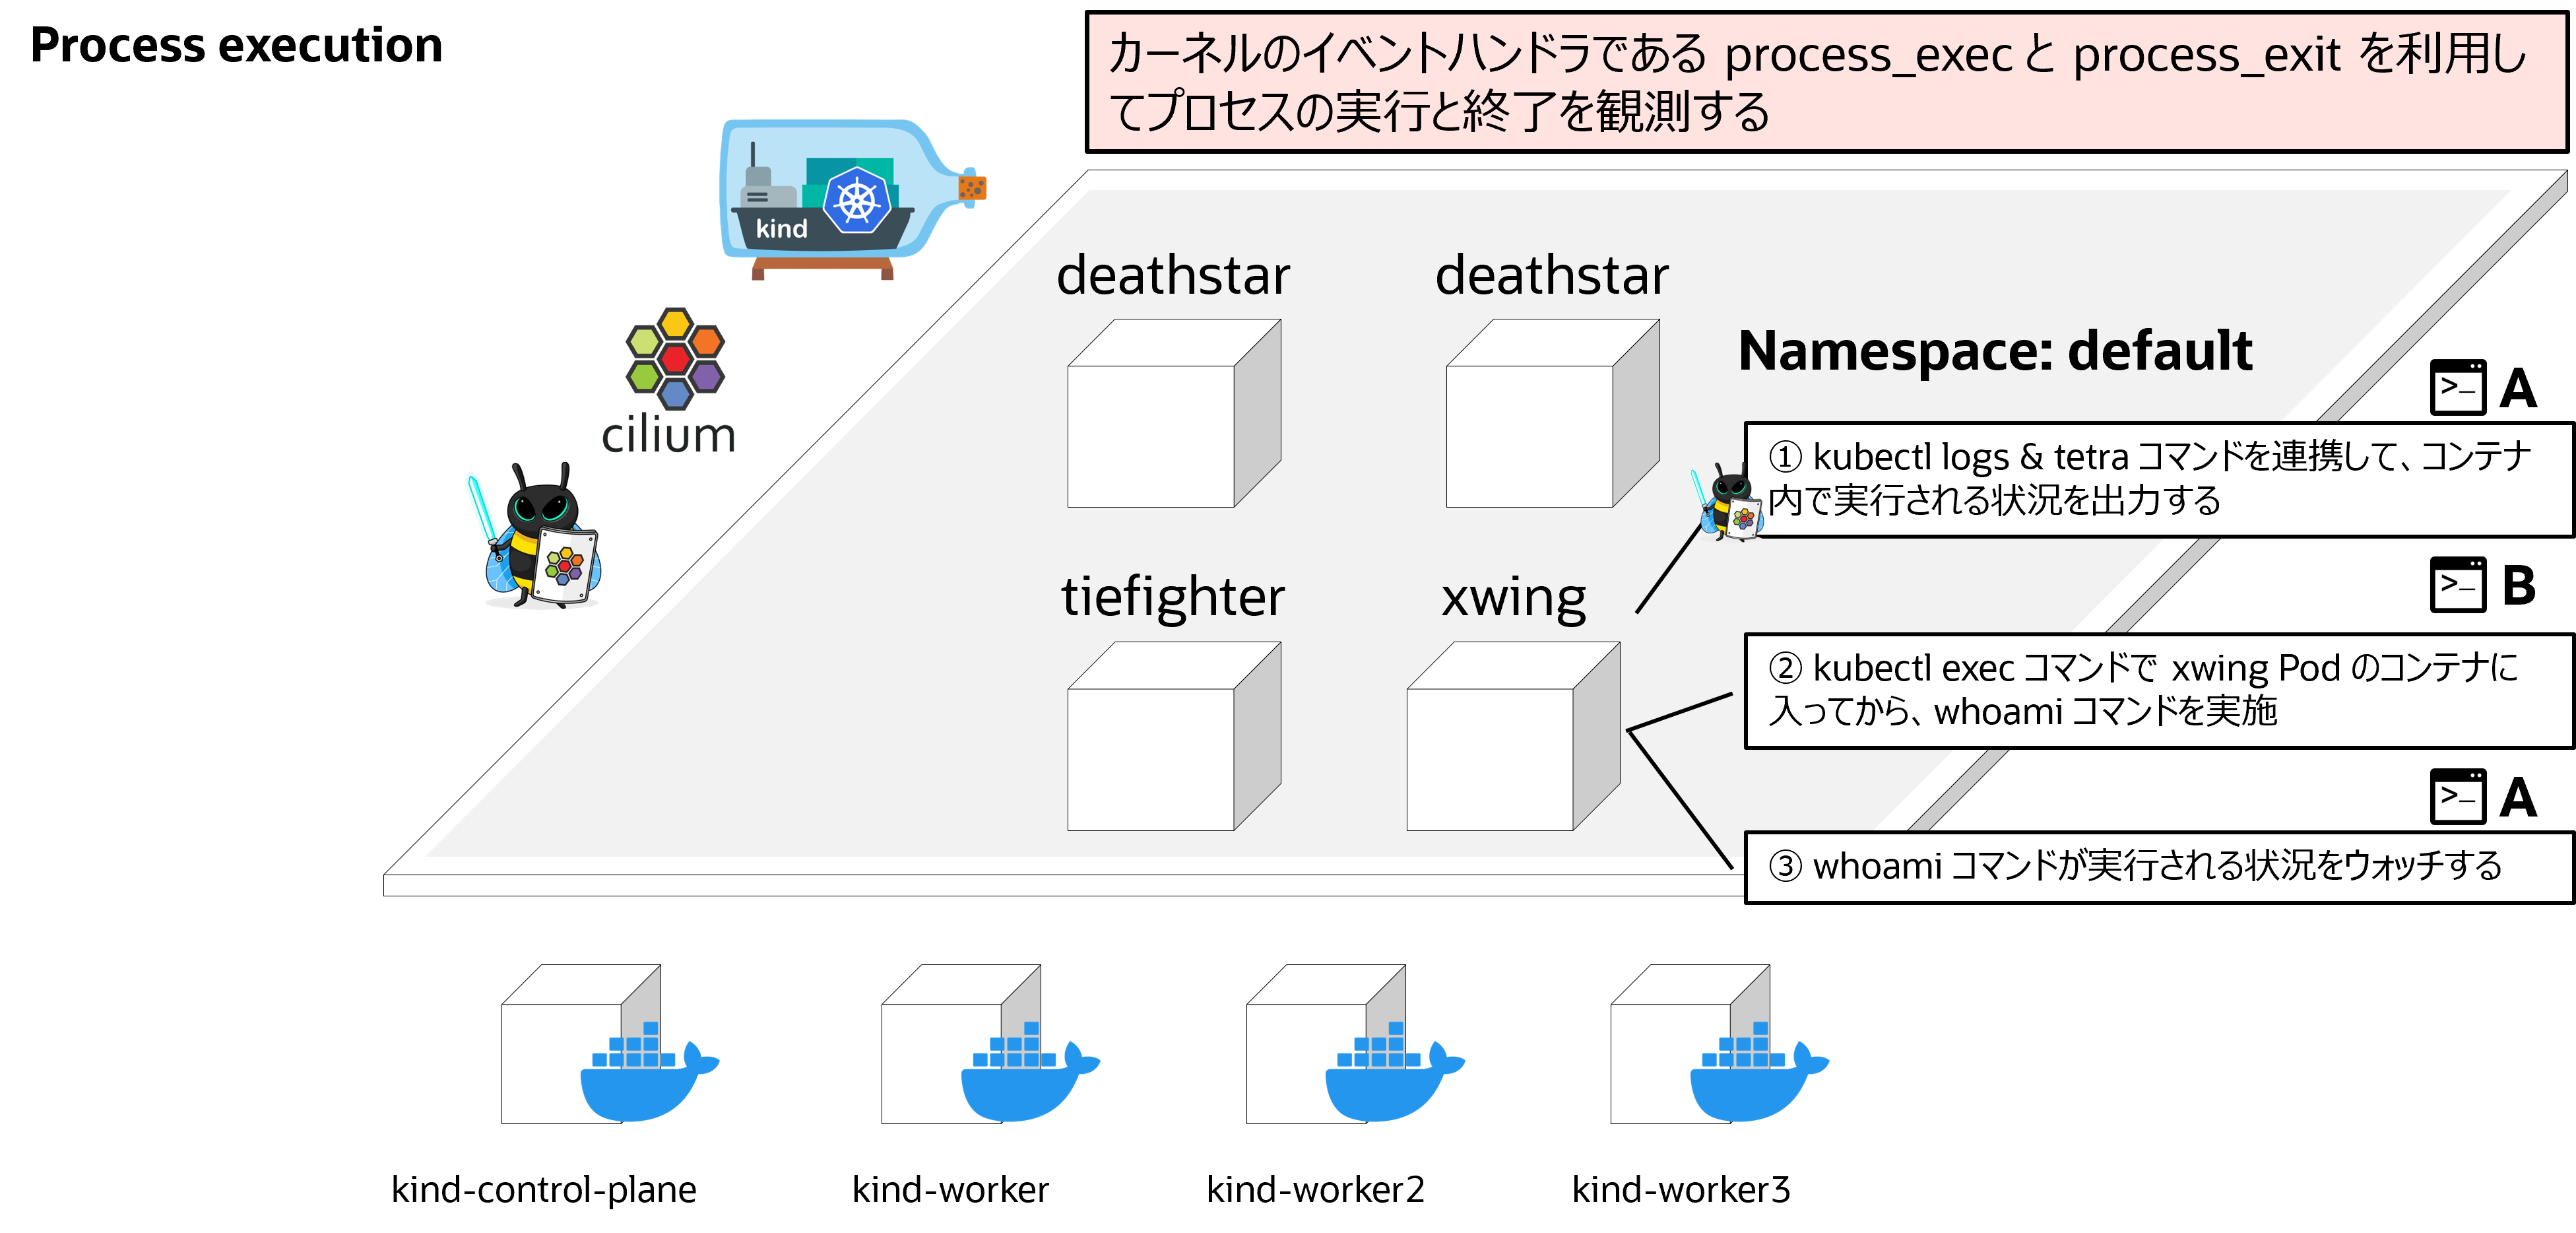 Process execution
カーネルのイベントハンドラである process_exec と process_exit を利用し
てプロセスの実行と終了を観測する
kind
cilium
deathstar
deathstar
Namespace: default
tiefighter
xwing
>_ A
① kubectl logs & tetra コマンドを連携して、コンテナ
内で実行される状況を出力する
>_ B
② kubectl exec コマンドで xwing Pod のコンテナに
入ってから、whoami コマンドを実施
>_ A
③ whoami コマンドが実行される状況をウォッチする
kind-control-plane
kind-worker
kind-worker2
kind-worker3